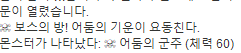 문이 열렸습니다.
☠️ 보스의 방! 어둠의 기운이 요동친다.
몬스터가 나타났다: ☠️ 어둠의 군주 (체력 60)